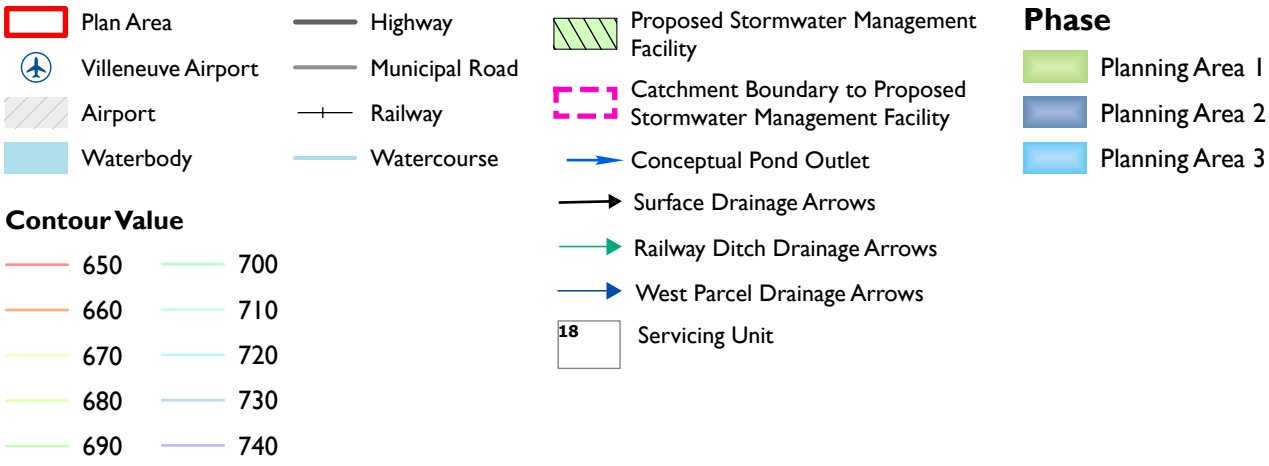 Plan Area
Villeneuve Airport
Airport
Waterbody
Highway
Municipal Road
Railway
Watercourse
Contour Value
650
660
670
680
690
700
710
720
730
740
Proposed Stormwater Management
Facility
Catchment Boundary to Proposed
Stormwater Management Facility
Conceptual Pond Outlet
Surface Drainage Arrows
Railway Ditch Drainage Arrows
West Parcel Drainage Arrows
18
Servicing Unit
Phase
Planning Area 1
Planning Area 2
Planning Area 3